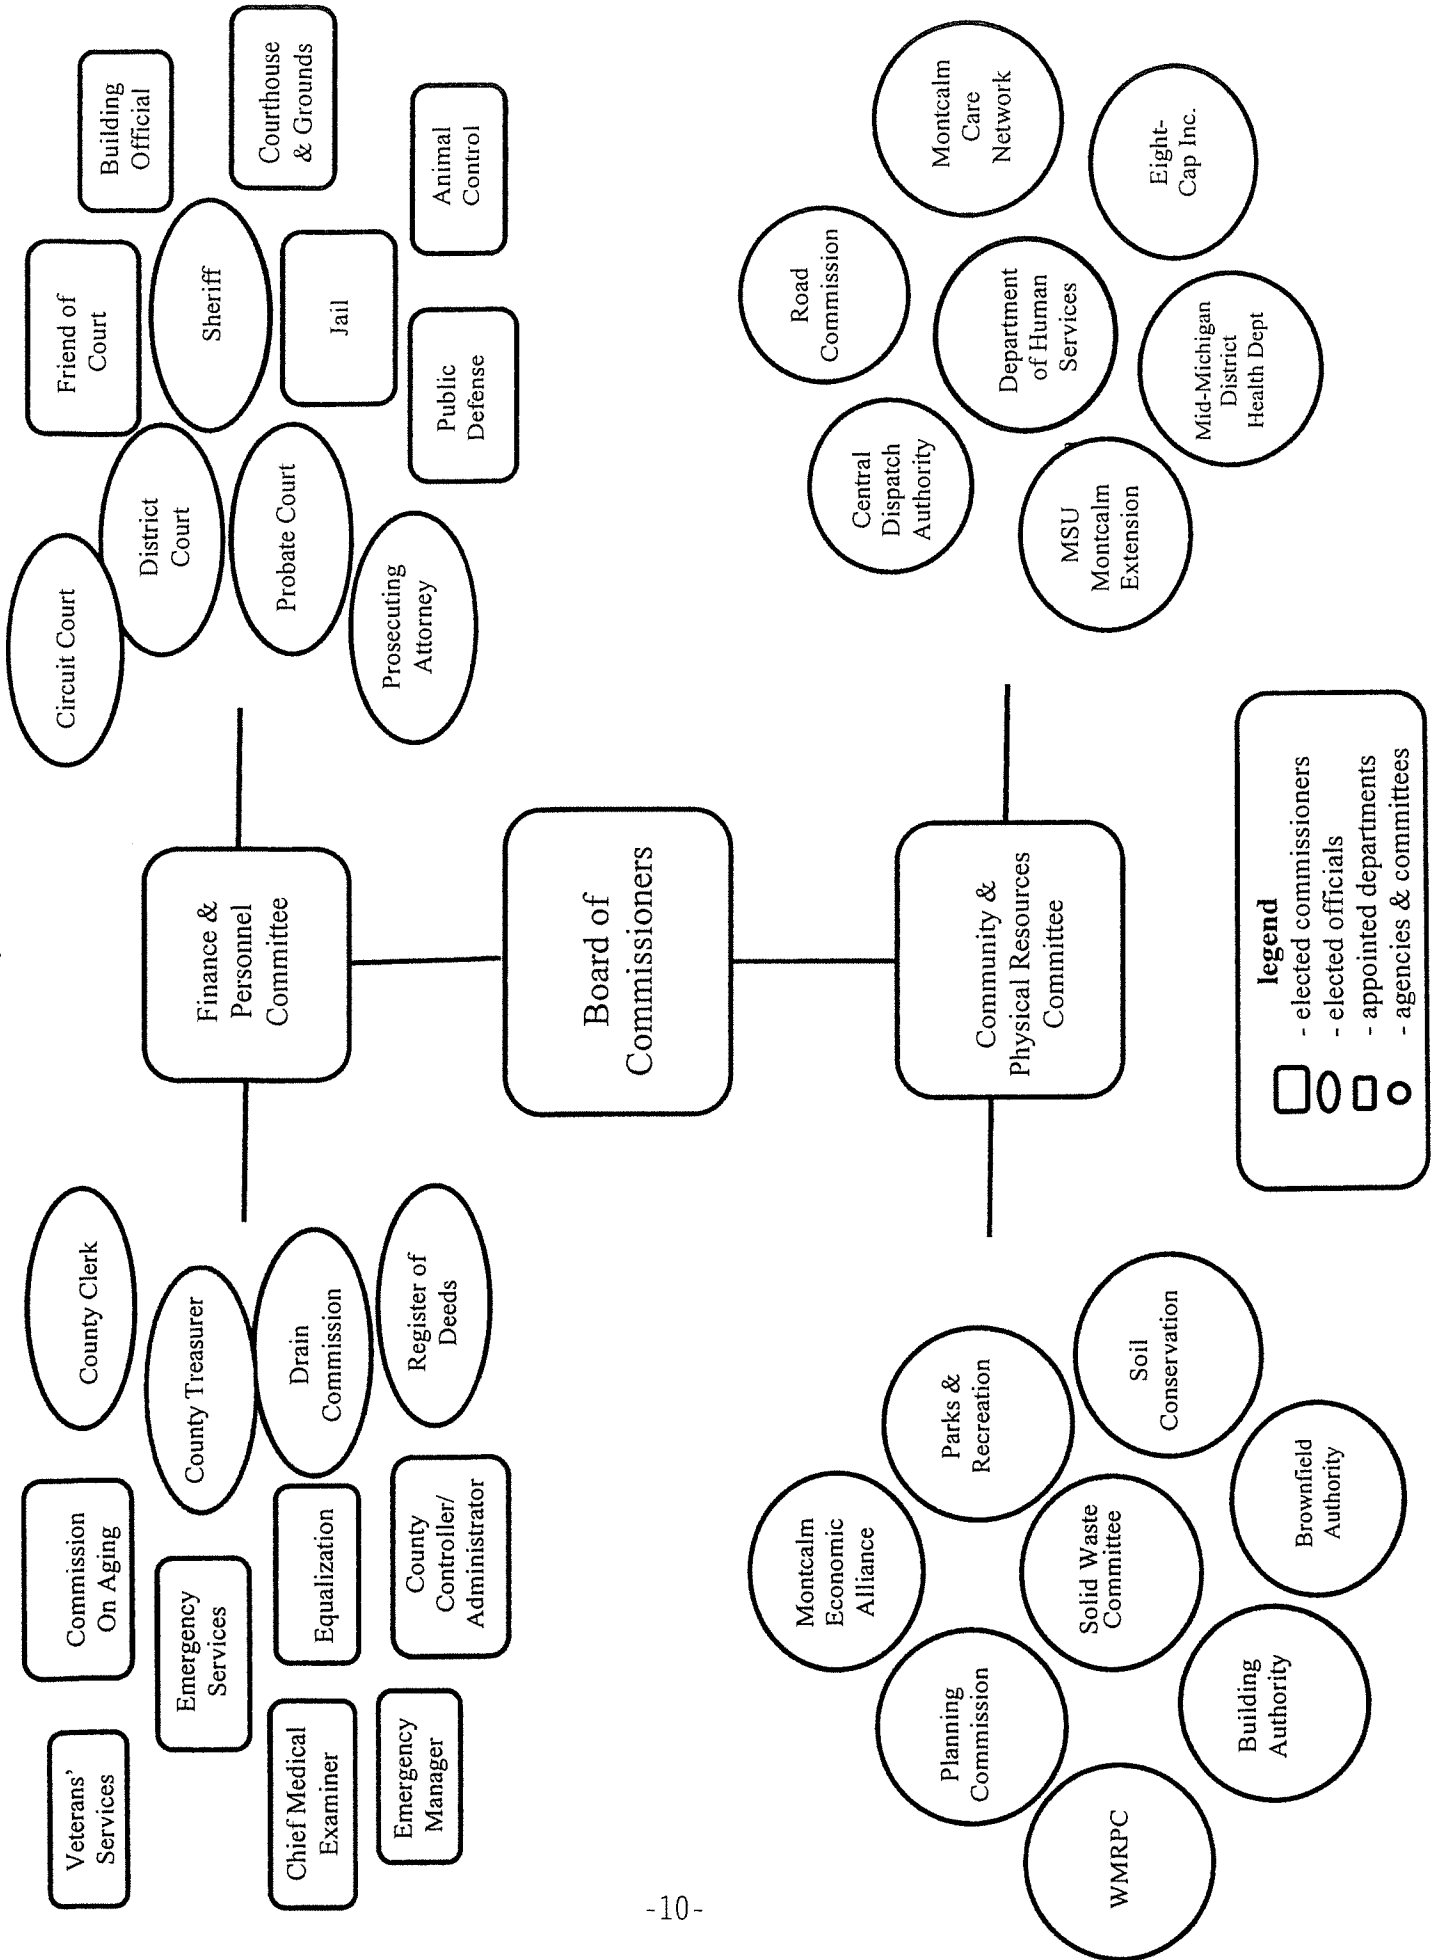 County Clerk
County Treasurer
Drain
Commission
Register of
Deeds
Commission
On Aging
Emergency
Services
Equalization
County
Controller/
Administrator
Veterans'
Services
Chief Medical
Examiner
Emergency
Manager
Finance &
Personnel
Committee
Circuit Court
District
Court
Probate Court
Prosecuting
Attorney
Friend of
Court
Sheriff
Jail
Public
Defense
Building
Official
Courthouse
& Grounds
Animal
Control
Board of
Commissioners
Montcalm
Economic
Alliance
Parks &
Recreation
Soil
Conservation
Planning
Commission
Solid Waste
Committee
Brownfield
Authority
WMRPC
Building
Authority
Community &
Physical Resources
Committee
Central
Dispatch
Authority
Road
Commission
Montcalm
Care
Network
MSU
Montcalm
Extension
Department
of Human
Services
Mid-Michigan
District
Health Dept
Eight-
Cap Inc.
legend
- elected commissioners
- elected officials
- appointed departments
- agencies & committees
-10-